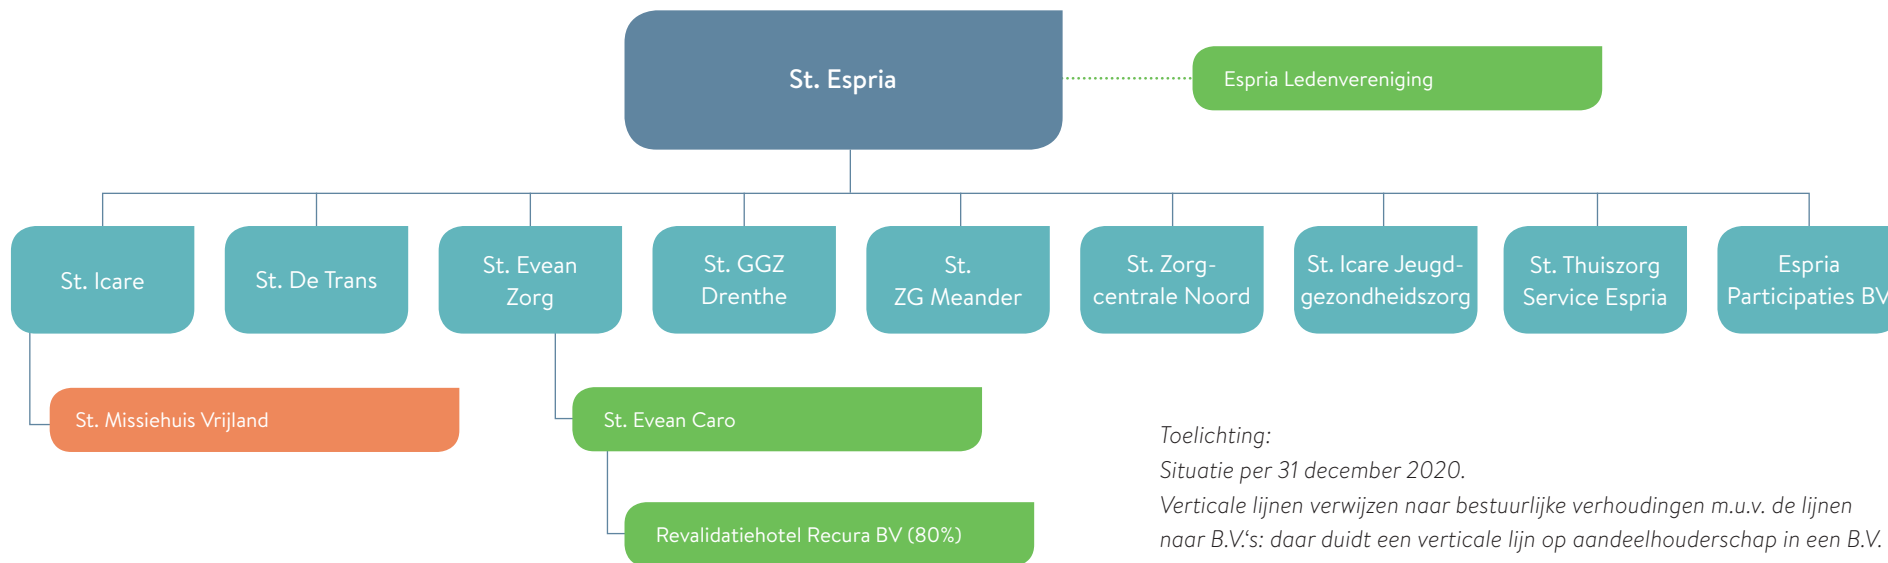 St. Espria
Espria Ledenvereniging
St. Icare
St. De Trans
St. Evean
Zorg
St. GGZ
Drenthe
St.
ZG Meander
St. Zorg-
centrale Noord
St. Icare Jeugd-
gezondheidszorg
St. Thuiszorg
Service Espria
Espria
Participaties BV
St. Missiehuis Vrijland
St. Evean Caro
Revalidatiehotel Recura BV (80%)
Toelichting:
Situatie per 31 december 2020.
Verticale lijnen verwijzen naar bestuurlijke verhoudingen m.u.v. de lijnen
naar B.V.‘s: daar duidt een verticale lijn op aandeelhouderschap in een B.V.